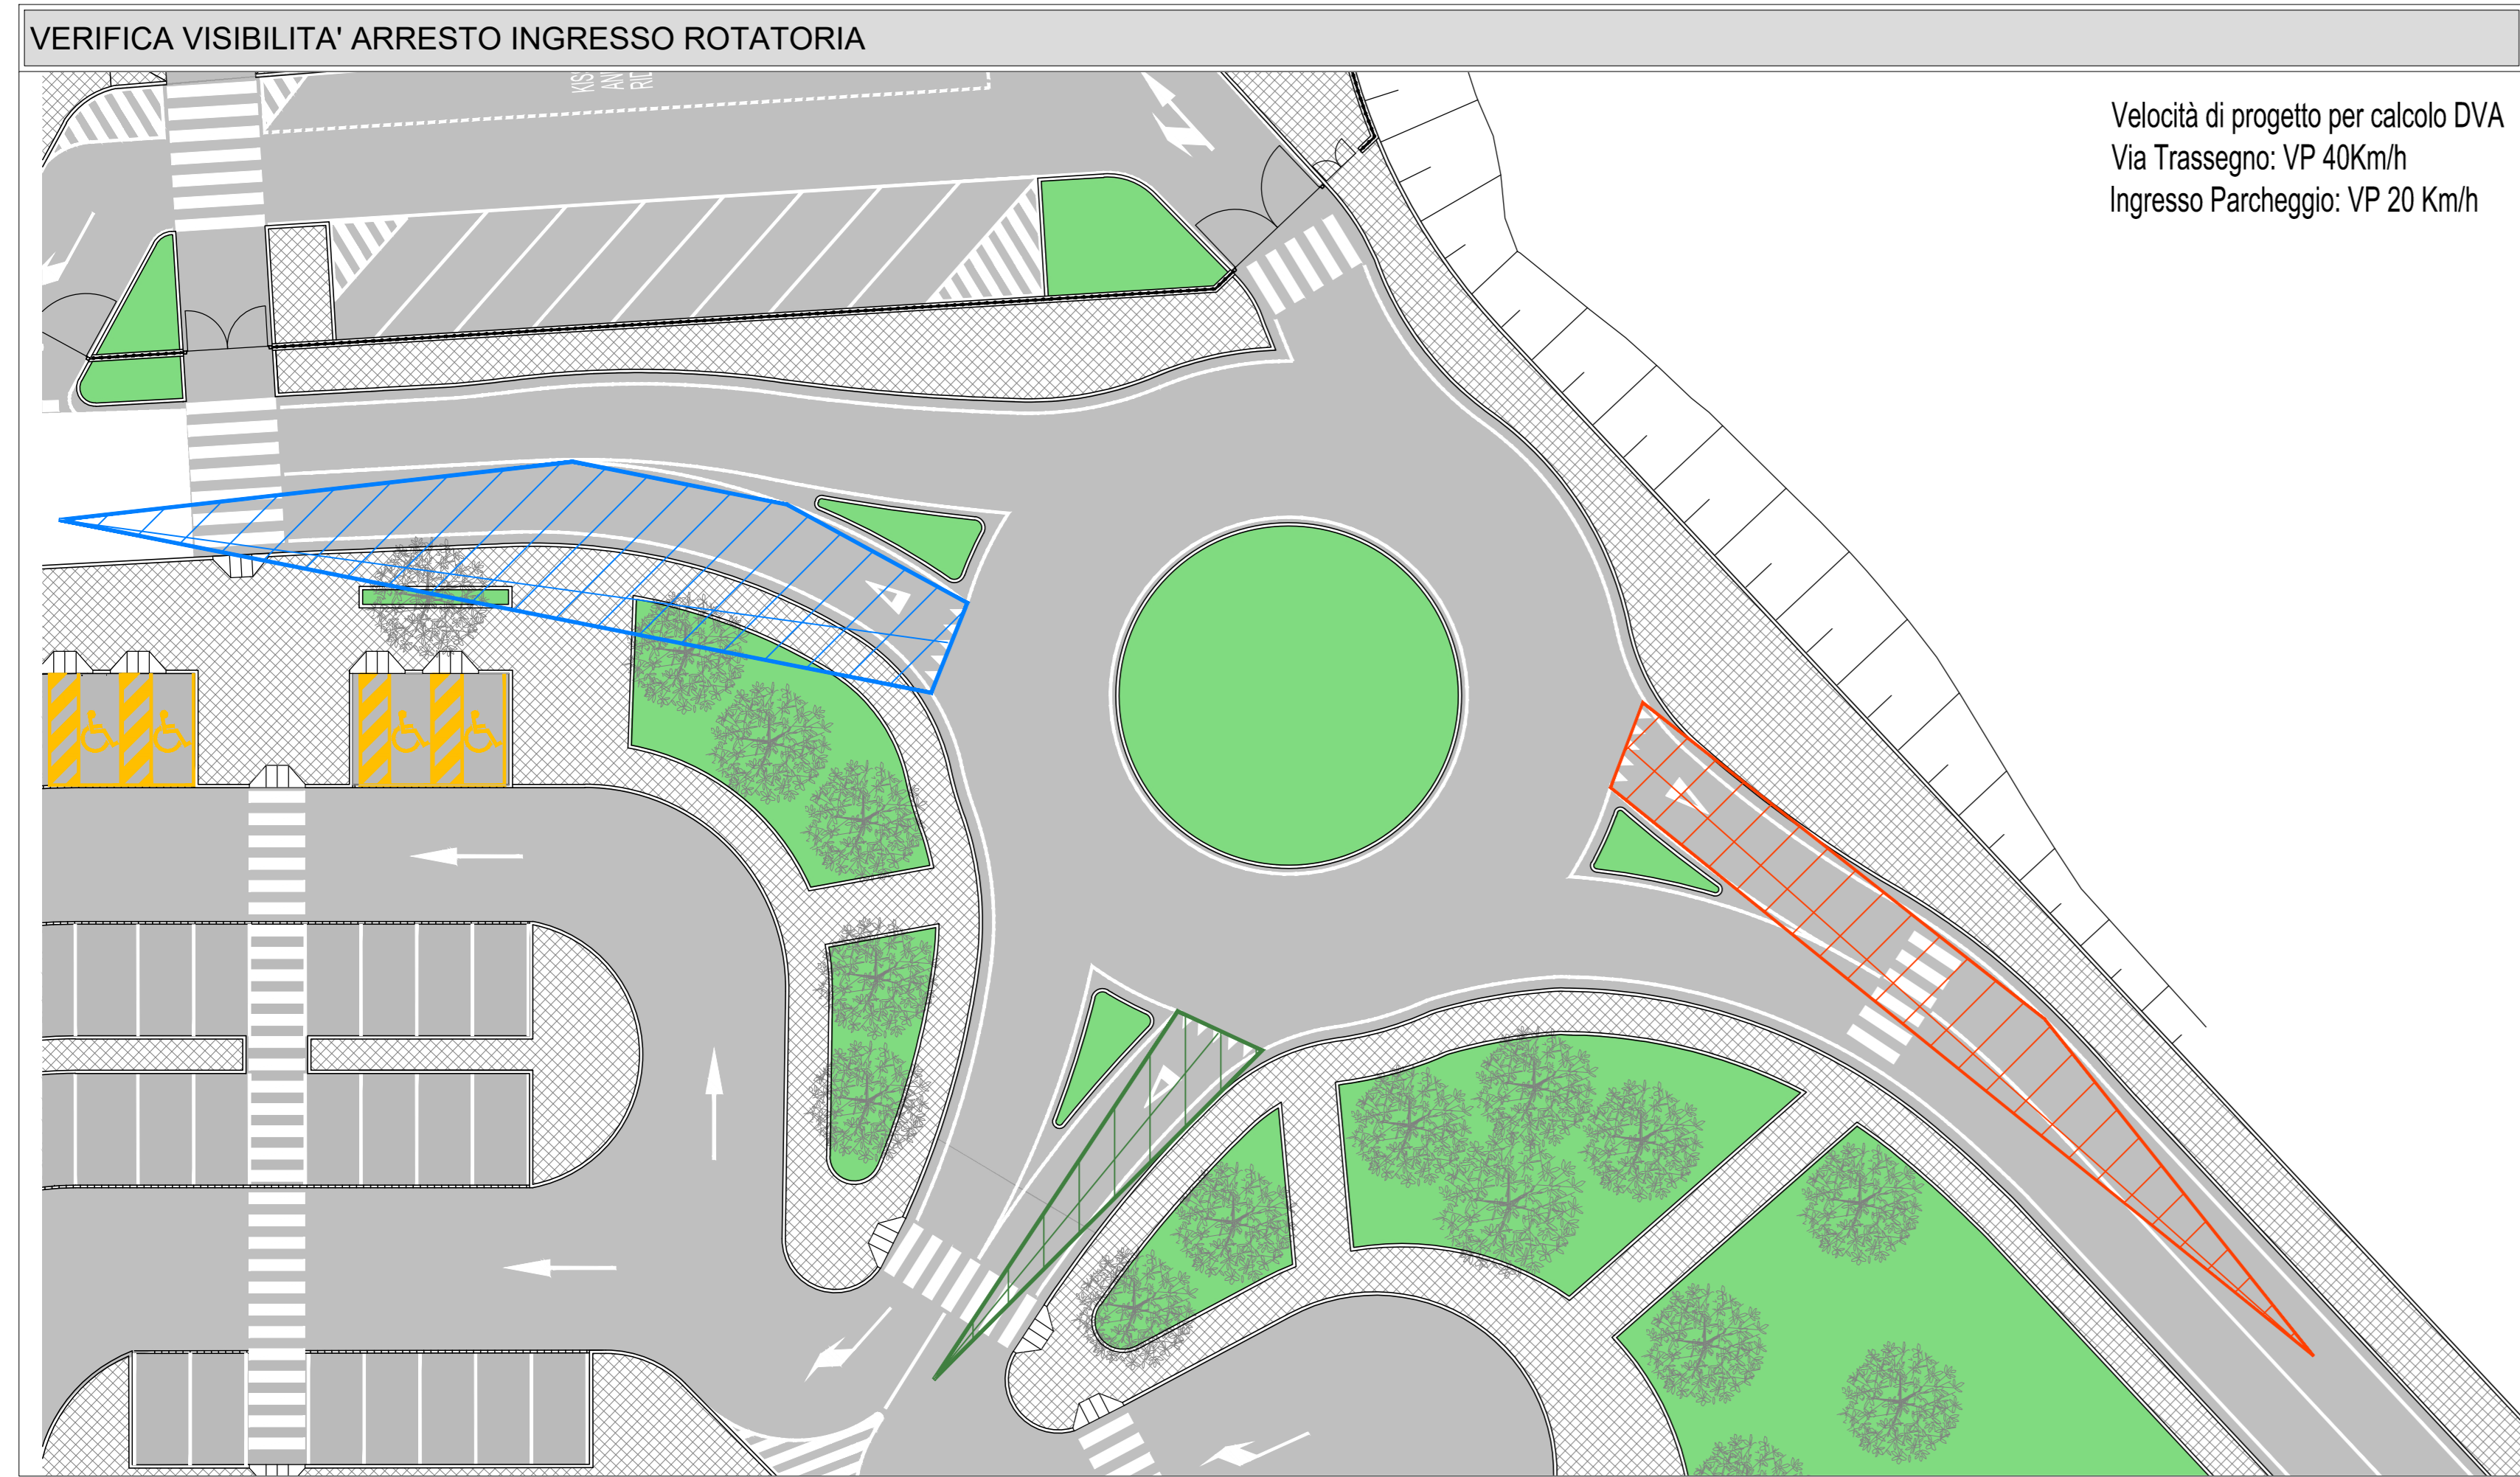 VERIFICA VISIBILITA' ARRESTO INGRESSO ROTATORIA
Velocità di progetto per calcolo DVA
Via Trassegno: VP 40Km/h
Ingresso Parcheggio: VP 20 Km/h